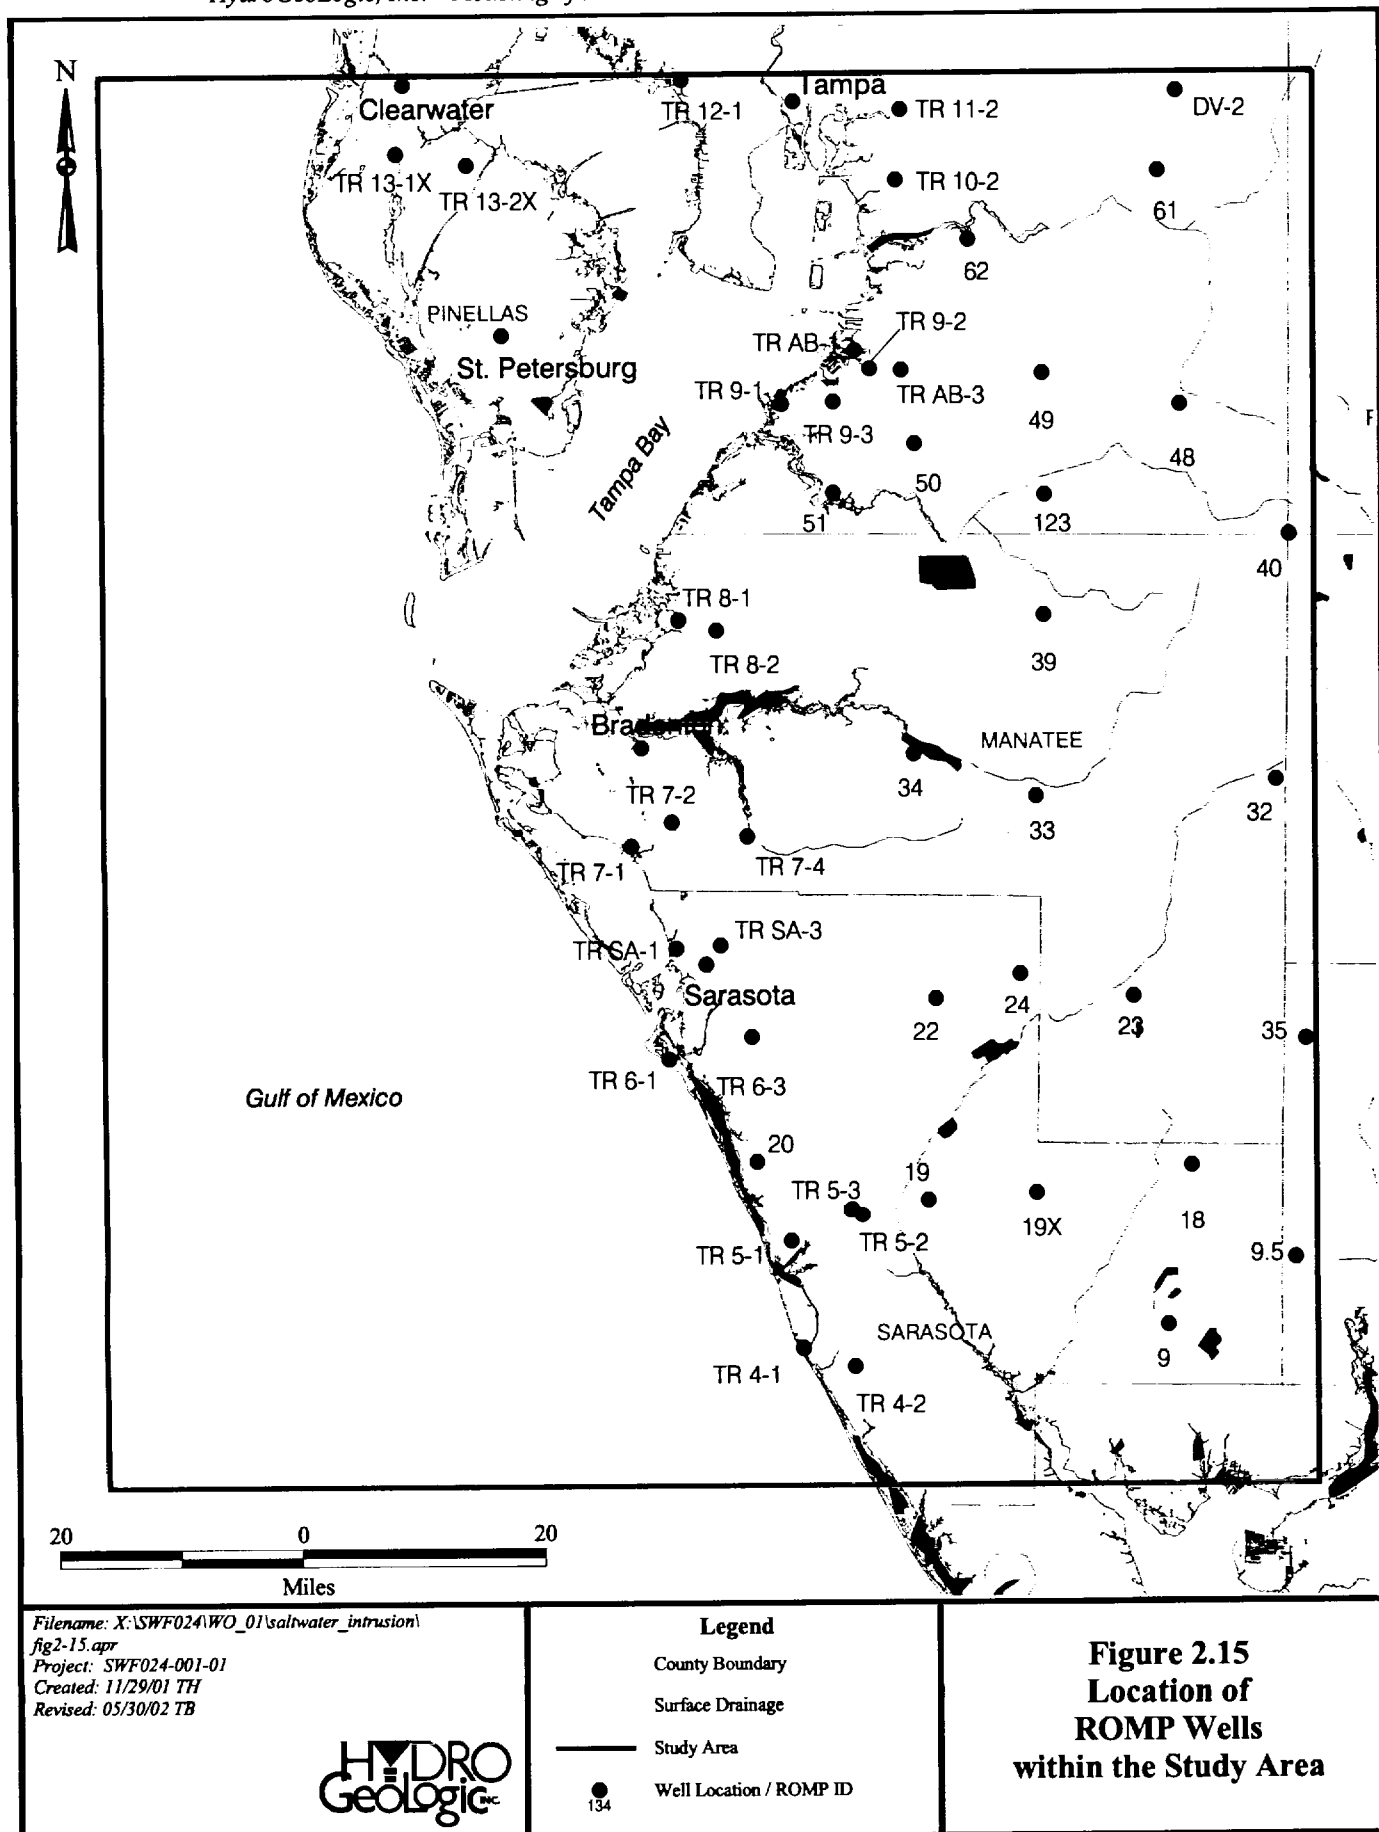 N
Tampa
Clearwater
TR 12-1
TR 11-2
DV-2
TR 13-1X
TR 13-2X
TR 10-2
61
62
PINELLAS
TR 9-2
TR AB-1
St. Petersburg
TR 9-1
TR AB-3
49
TR 9-3
48
Tampa Bay
50
51
123
40
TR 8-1
39
TR 8-2
Bradenton
MANATEE
34
TR 7-2
33
32
TR 7-1
TR 7-4
TR SA-3
TR SA-1
Sarasota
24
22
23
35
TR 6-1
TR 6-3
Gulf of Mexico
20
19
TR 5-3
19X
18
TR 5-2
TR 5-1
9.5
SARASOTA
9
TR 4-1
TR 4-2
20 0 20
Miles
Filename: X:\SWF024\WO_01\saltwater_intrusion\
fig2-15.apr
Project: SWF024-001-01
Created: 11/29/01 TH
Revised: 05/30/02 TB
HYDRO
GeoLogic INC.
Legend
County Boundary
Surface Drainage
Study Area
134 Well Location / ROMP ID
Figure 2.15
Location of
ROMP Wells
within the Study Area